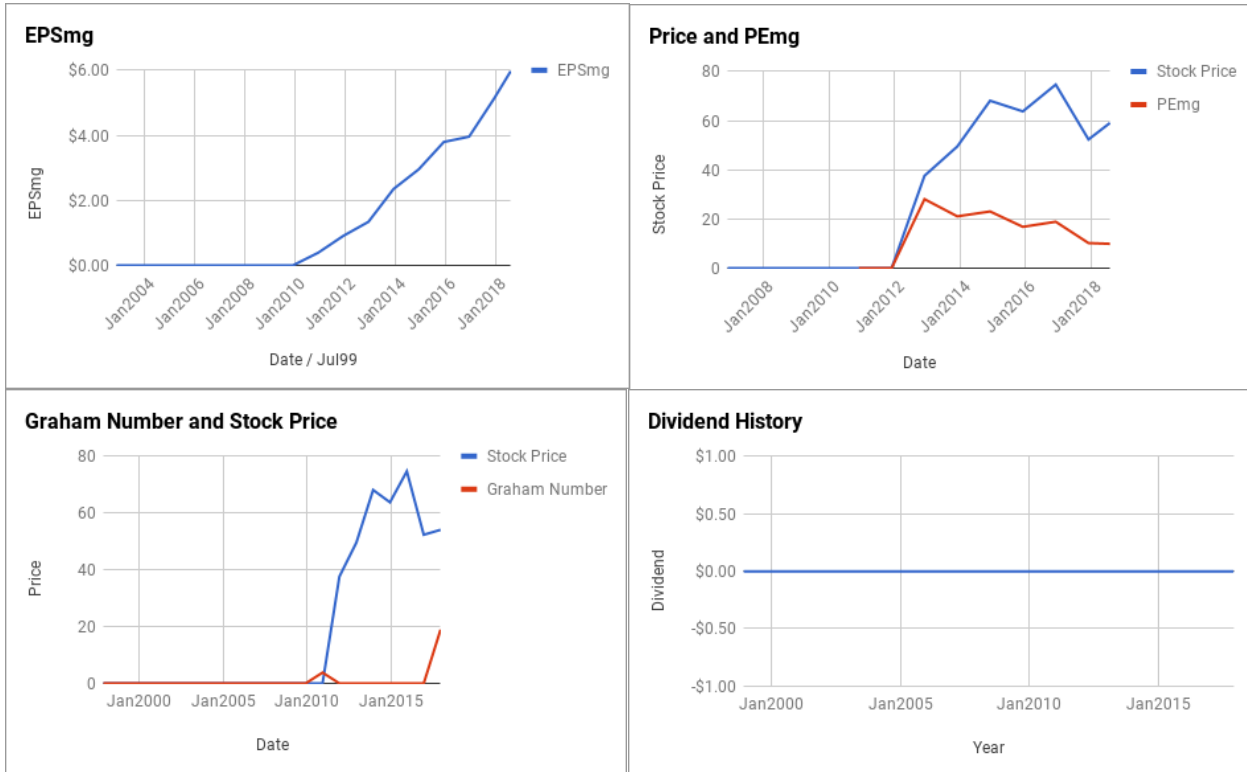 EPSmg
EPSmg
$6.00
$4.00
$2.00
$0.00
EPSmg
Jan2004
Jan2006
Jan2008
Jan2010
Jan2012
Jan2014
Jan2016
Jan2018
Date / Jul99
Price and PEmg
Stock Price
PEmg
80
60
40
20
0
Stock Price
Jan2008
Jan2010
Jan2012
Jan2014
Jan2016
Jan2018
Date
Graham Number and Stock Price
Stock Price
Graham Number
80
60
40
20
0
Price
Jan2000
Jan2005
Jan2010
Jan2015
Date
Dividend History
$1.00
$0.50
$0.00
-$0.50
-$1.00
Dividend
Jan2000
Jan2005
Jan2010
Jan2015
Year